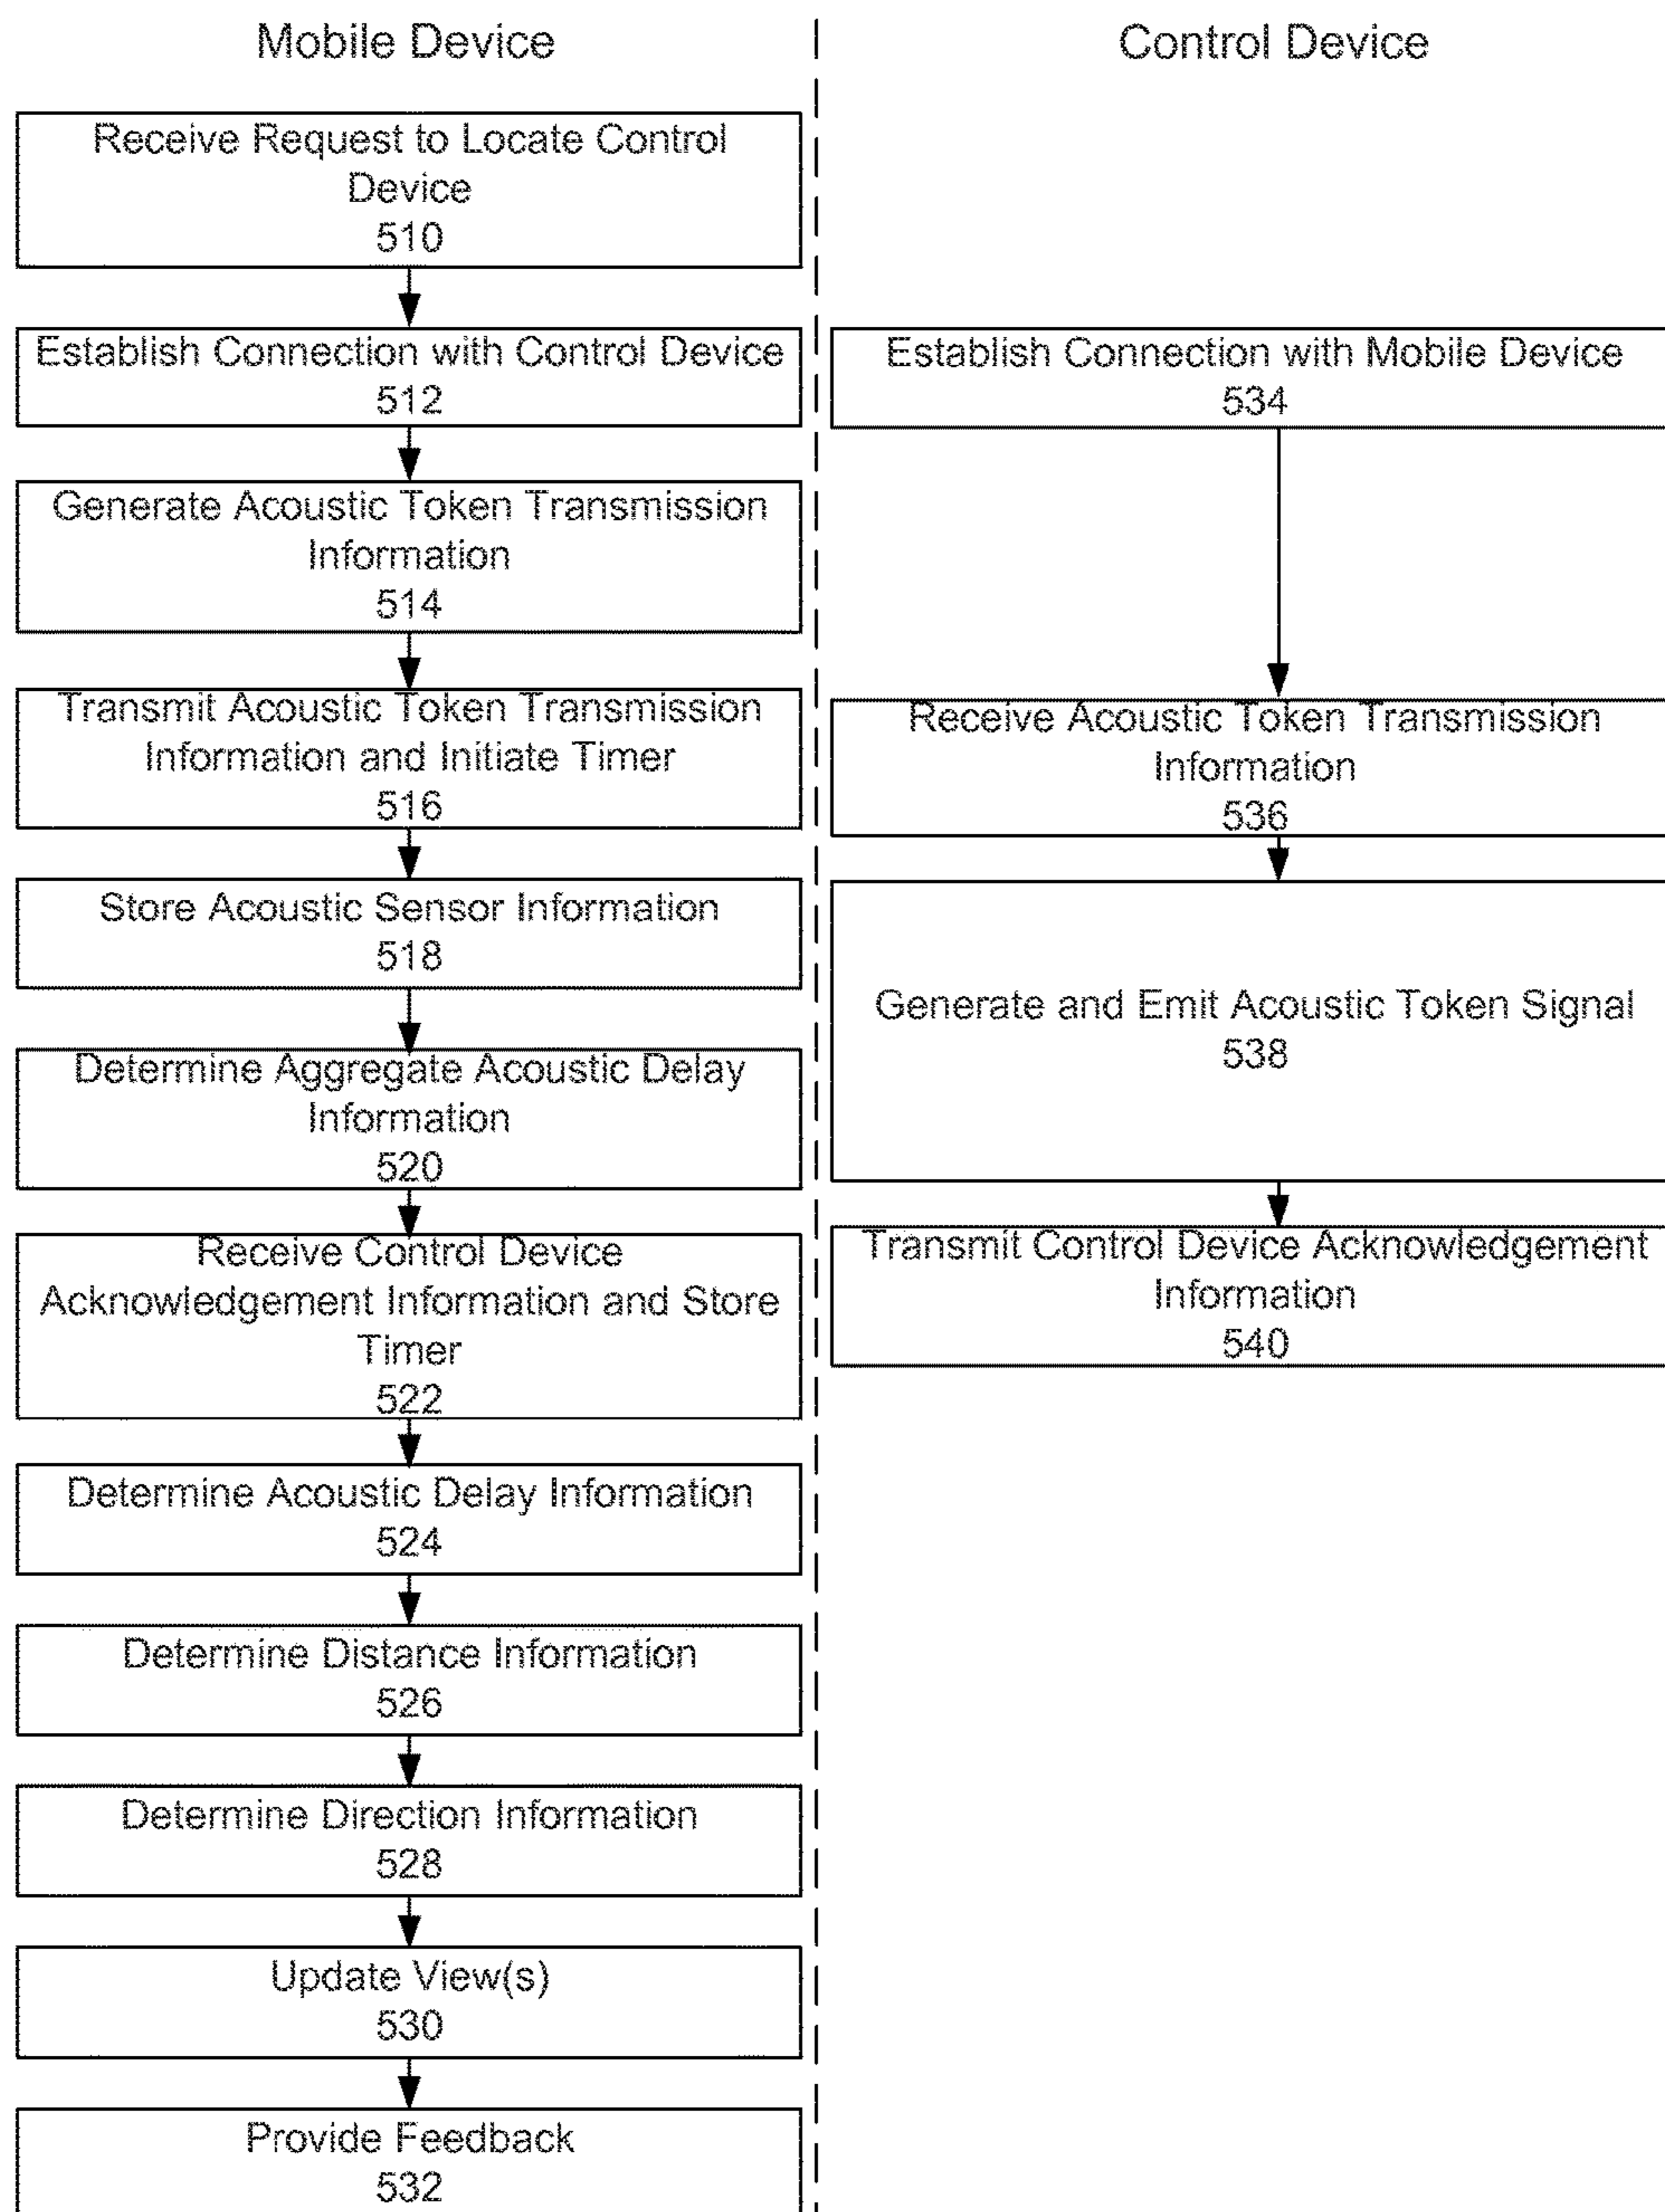 Mobile Device
Receive Request to Locate Control
Device
510
Establish Connection with Control Device
512
Generate Acoustic Token Transmission
Information
514
Transmit Acoustic Token Transmission
Information and Initiate Timer
516
Store Acoustic Sensor Information
518
Determine Aggregate Acoustic Delay
Information
520
Receive Control Device
Acknowledgement Information and Store
Timer
522
Determine Acoustic Delay Information
524
Determine Distance Information
526
Determine Direction Information
528
Update View(s)
530
Provide Feedback
532
Control Device
Establish Connection with Mobile Device
534
Receive Acoustic Token Transmission
Information
536
Generate and Emit Acoustic Token Signal
538
Transmit Control Device Acknowledgement
Information
540